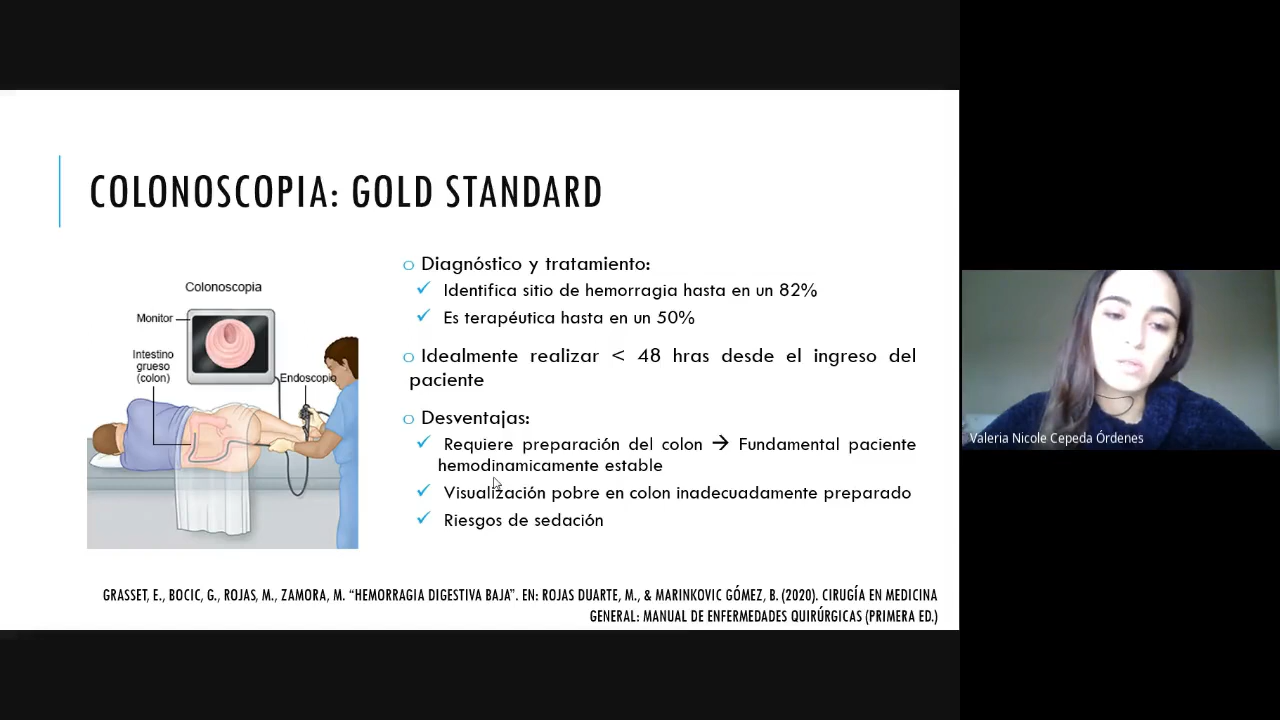 COLONOSCOPIA: GOLD STANDARD
Colonoscopia
Monitor
Intestino
grueso
(colon)
Endoscopio
o Diagnóstico y tratamiento:
✓ Identifica sitio de hemorragia hasta en un 82%
✓ Es terapéutica hasta en un 50%
o Idealmente realizar < 48 hras desde el ingreso del
paciente
o Desventajas:
✓ Requiere preparación del colon → Fundamental paciente
hemodinamicamente estable
✓ Visualización pobre en colon inadecuadamente preparado
✓ Riesgos de sedación
GRASSET, E., BOCIC, G., ROJAS, M., ZAMORA, M. “HEMORRAGIA DIGESTIVA BAJA”. EN: ROJAS DUARTE, M., & MARINKOVIC GÓMEZ, B. (2020). CIRUGÍA EN MEDICINA
GENERAL: MANUAL DE ENFERMEDADES QUIRÚRGICAS (PRIMERA ED.)
Valeria Nicole Cepeda Órdenes